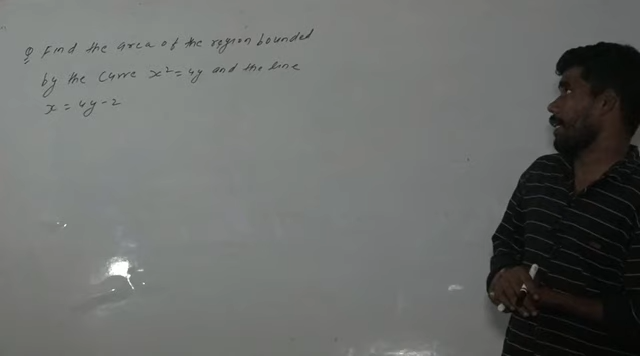 Q Find the area of the region bounded
by the curve x² = 4y and the line
x = 4y - 2